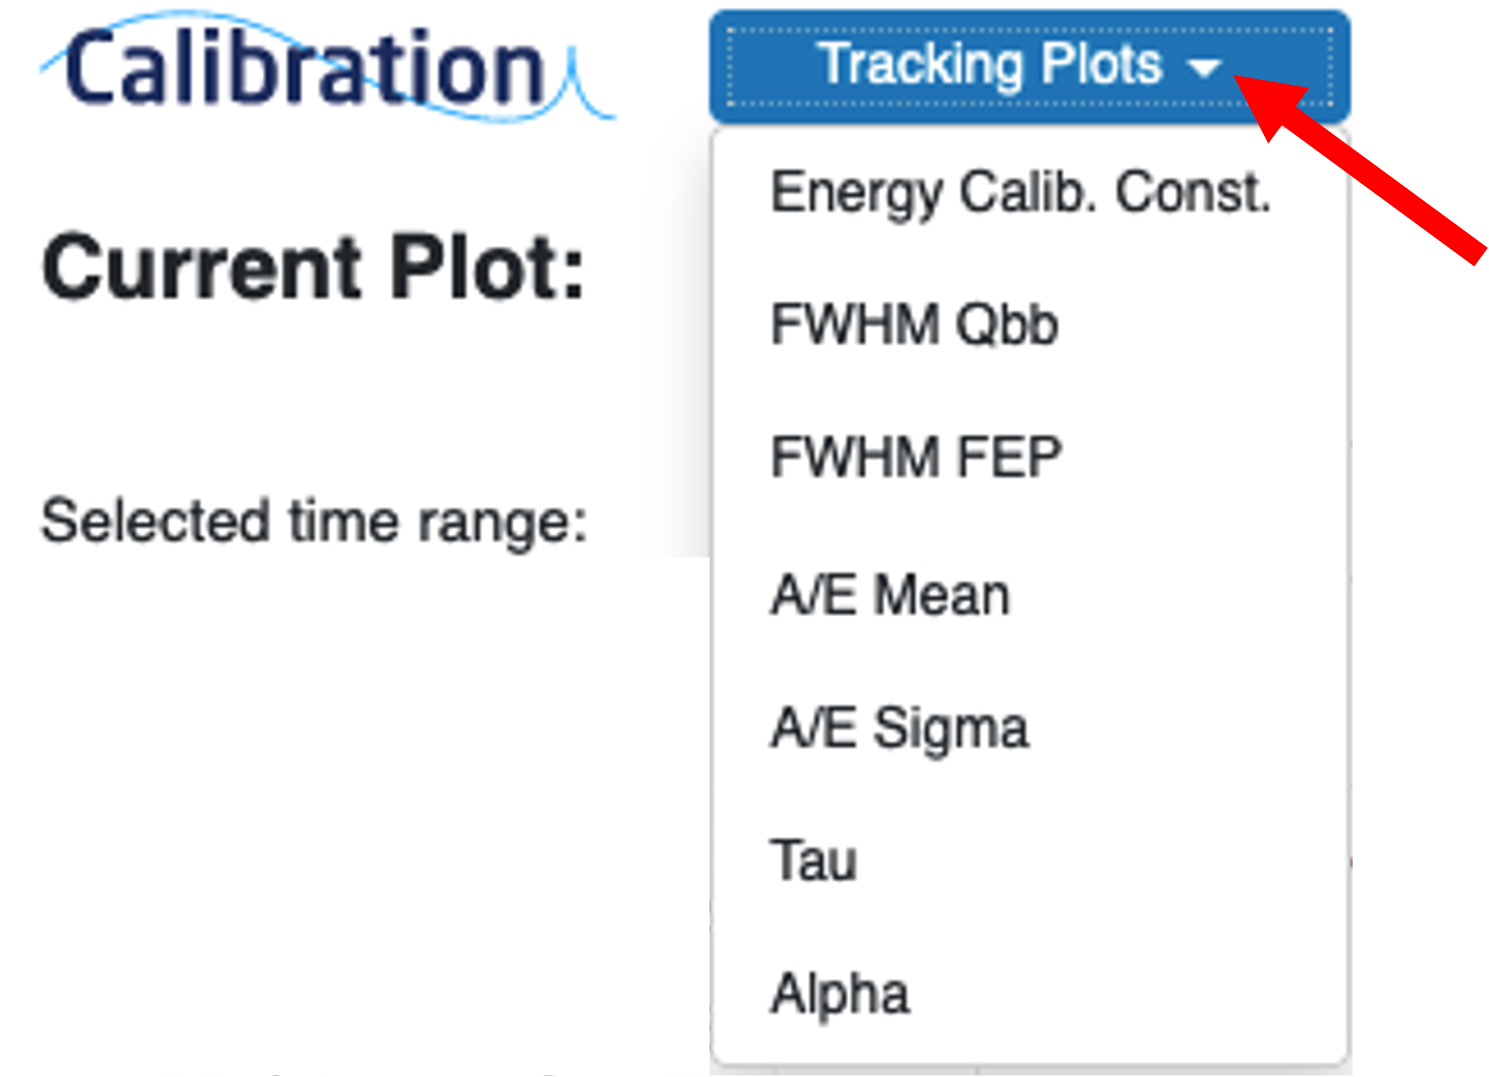 Calibration
Tracking Plots
Current Plot:
Selected time range:
Energy Calib. Const.
FWHM Qbb
FWHM FEP
A/E Mean
A/E Sigma
Tau
Alpha